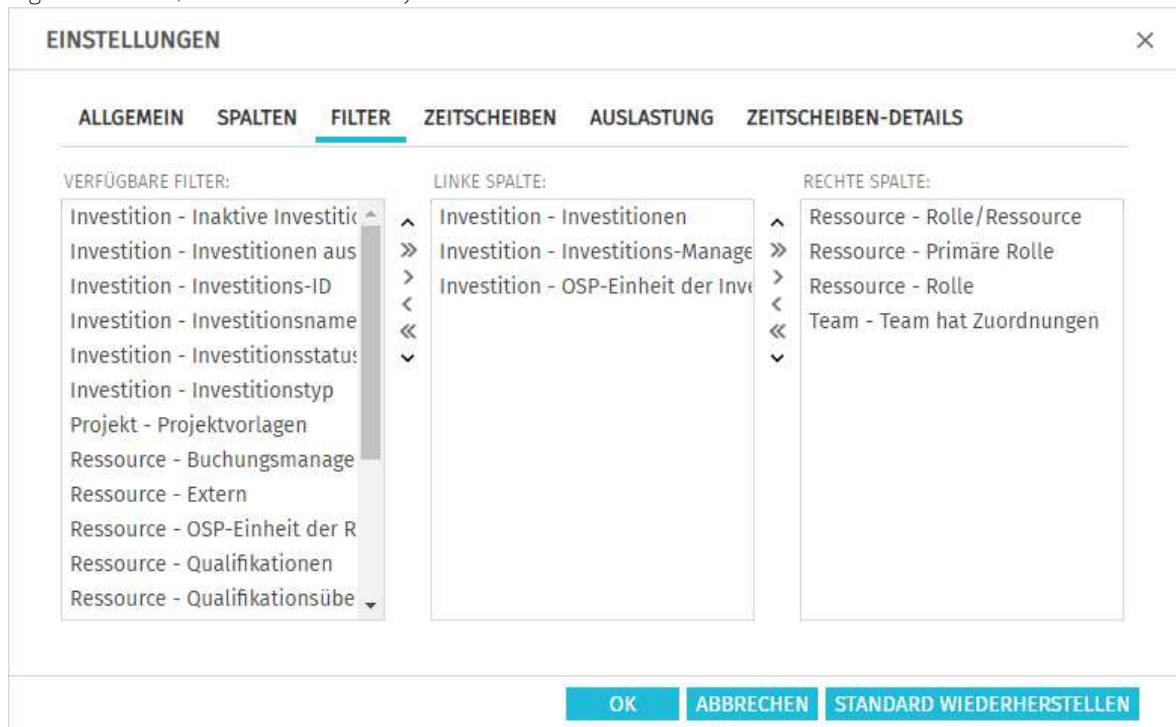 EINSTELLUNGEN
ALLGEMEIN SPALTEN FILTER ZEITSCHEIBEN AUSLASTUNG ZEITSCHEIBEN-DETAILS
VERFÜGBARE FILTER:
Investition - Inaktive Investitic
Investition - Investitionen aus
Investition - Investitions-ID
Investition - Investitionsname
Investition - Investitionsstatus
Investition - Investitionstyp
Projekt - Projektvorlagen
Ressource - Buchungsmanage
Ressource - Extern
Ressource - OSP-Einheit der R
Ressource - Qualifikationen
Ressource - Qualifikationsübe
LINKE SPALTE:
Investition - Investitionen
Investition - Investitions-Manage
Investition - OSP-Einheit der Inve
RECHTE SPALTE:
Ressource - Rolle/Ressource
Ressource - Primäre Rolle
Ressource - Rolle
Team - Team hat Zuordnungen
OK ABBRECHEN STANDARD WIEDERHERSTELLEN